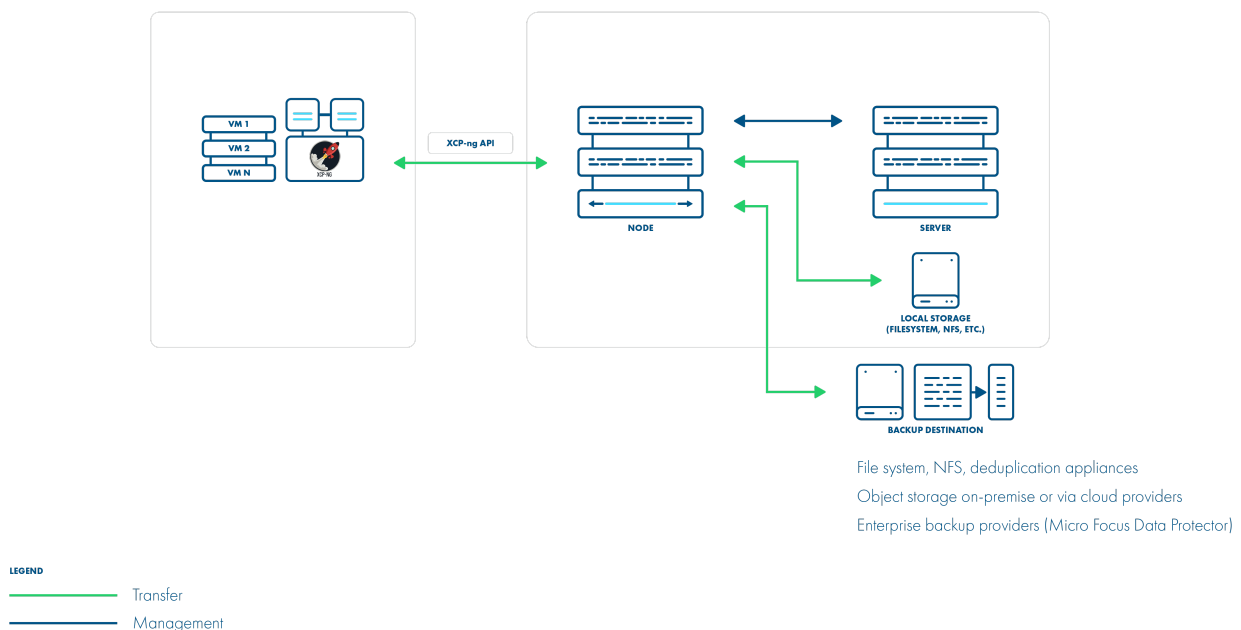 VM 1
VM 2
VM N
XCP-NG
XCP-ng API
NODE
SERVER
LOCAL STORAGE
(FILESYSTEM, NFS, ETC.)
BACKUP DESTINATION
File system, NFS, deduplication appliances
Object storage on-premise or via cloud providers
Enterprise backup providers (Micro Focus Data Protector)
LEGEND
Transfer
Management